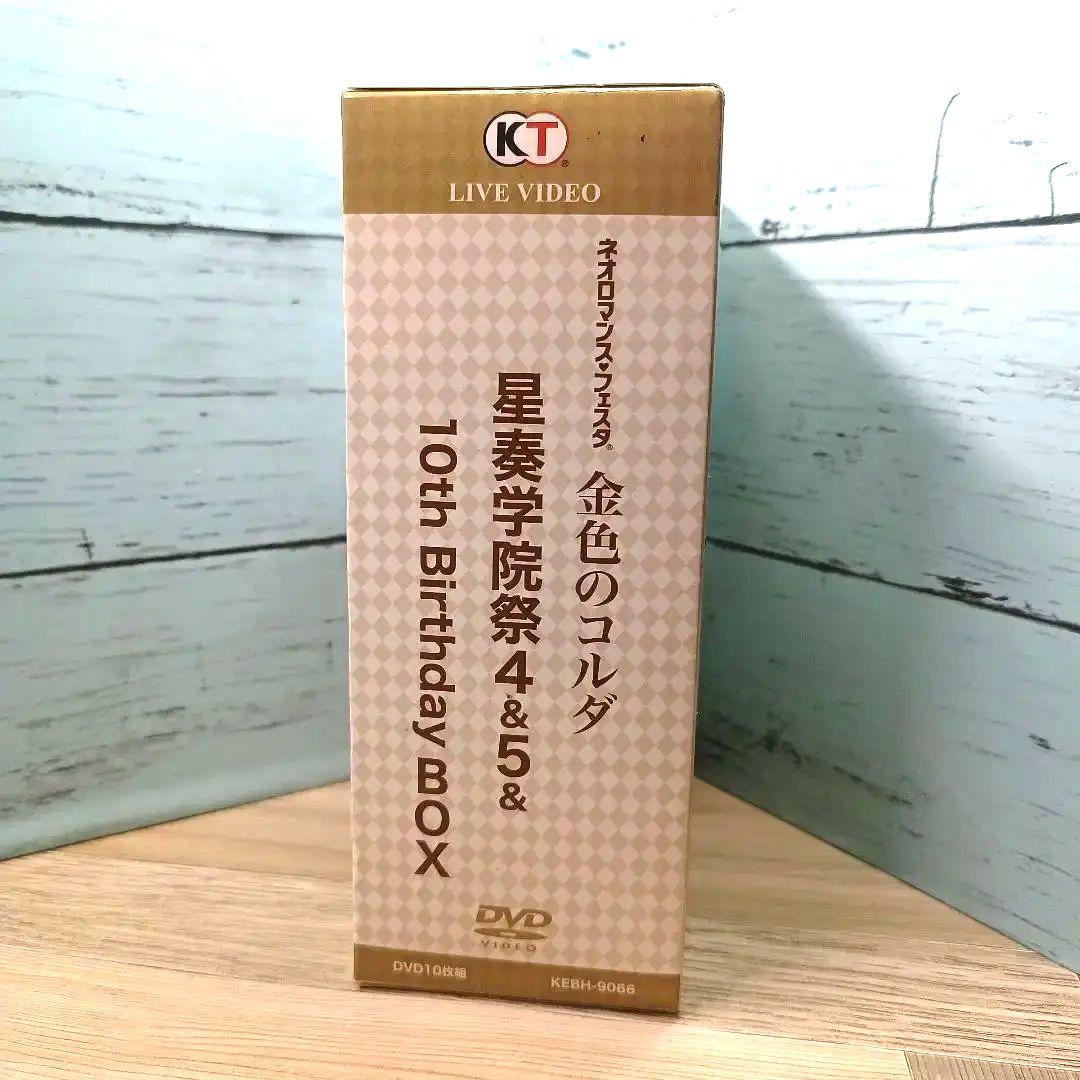 KT®
LIVE VIDEO
ネオロマンス♥フェスタ® 金色のコルダ
星奏学院祭4&5&
10th Birthday BOX
DVD
VIDEO
DVD10枚組
KEBH-9066